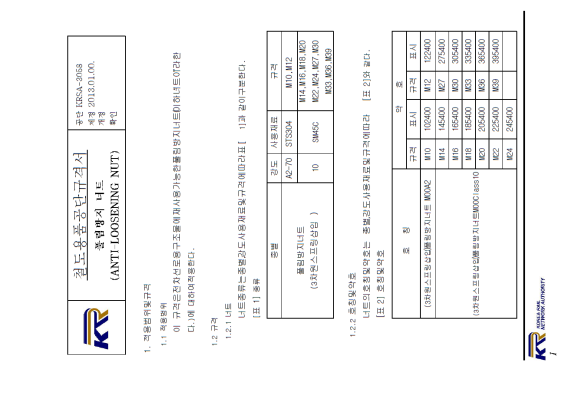 KR
철도용품공단규격서
풀림방지 너트
(ANTI-LOOSENING NUT)
공단 KRSA-3058
제정 2013.01.00.
개정
확인
1. 적용범위및규격
1.1 적용범위
이 규격은전차선로용구조물에재사용가능한풀림방지너트(이하너트이라한
다.)에 대하여적용한다.
1.2 규격
1.2.1 너트
너트종류는종별강도사용재료및규격에따라표[ 1]과 같이구분한다.
[표 1] 종류
종별 강도 사용재료 규격
풀림방지너트
(3차원스프링삽입 )
A2-70 STS304 M10,M12
10 SM45C M14,M16,M18,M20
M22,M24,M27,M30
M33,M36,M39
1.2.2 호칭및약호
너트의호칭및약호는 종별강도사용재료및규격에따라 [표 2]와 같다.
[표 2] 호칭및약호
호 칭 약 호
규격 표시 규격 표시
(3차원스프링삽입)풀림방지너트 M00A2 M10 102400 M12 122400
(3차원스프링삽입)풀림방지너트M00Class10 M14 145400 M27 275400
M16 165400 M30 305400
M18 185400 M33 335400
M20 205400 M36 365400
M22 225400 M39 395400
M24 245400
KR KOREA RAIL
NETWORK AUTHORITY
1